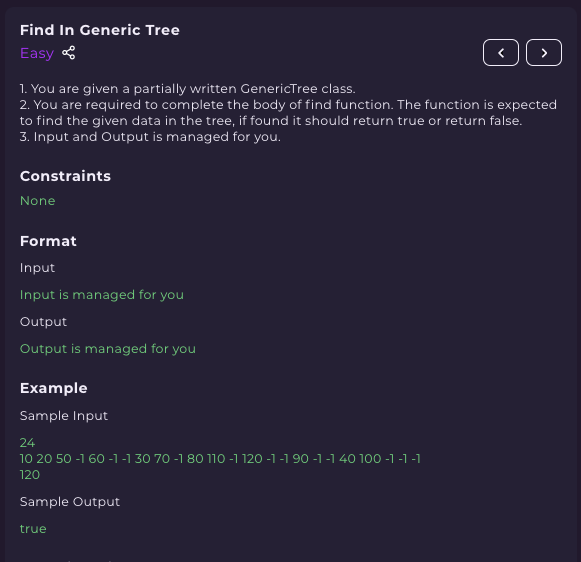 Find In Generic Tree
Easy
1. You are given a partially written GenericTree class.
2. You are required to complete the body of find function. The function is expected
to find the given data in the tree, if found it should return true or return false.
3. Input and Output is managed for you.
Constraints
None
Format
Input
Input is managed for you
Output
Output is managed for you
Example
Sample Input
24
10 20 50 -1 60 -1 -1 30 70 -1 80 110 -1 120 -1 -1 90 -1 -1 40 100 -1 -1 -1
120
Sample Output
true